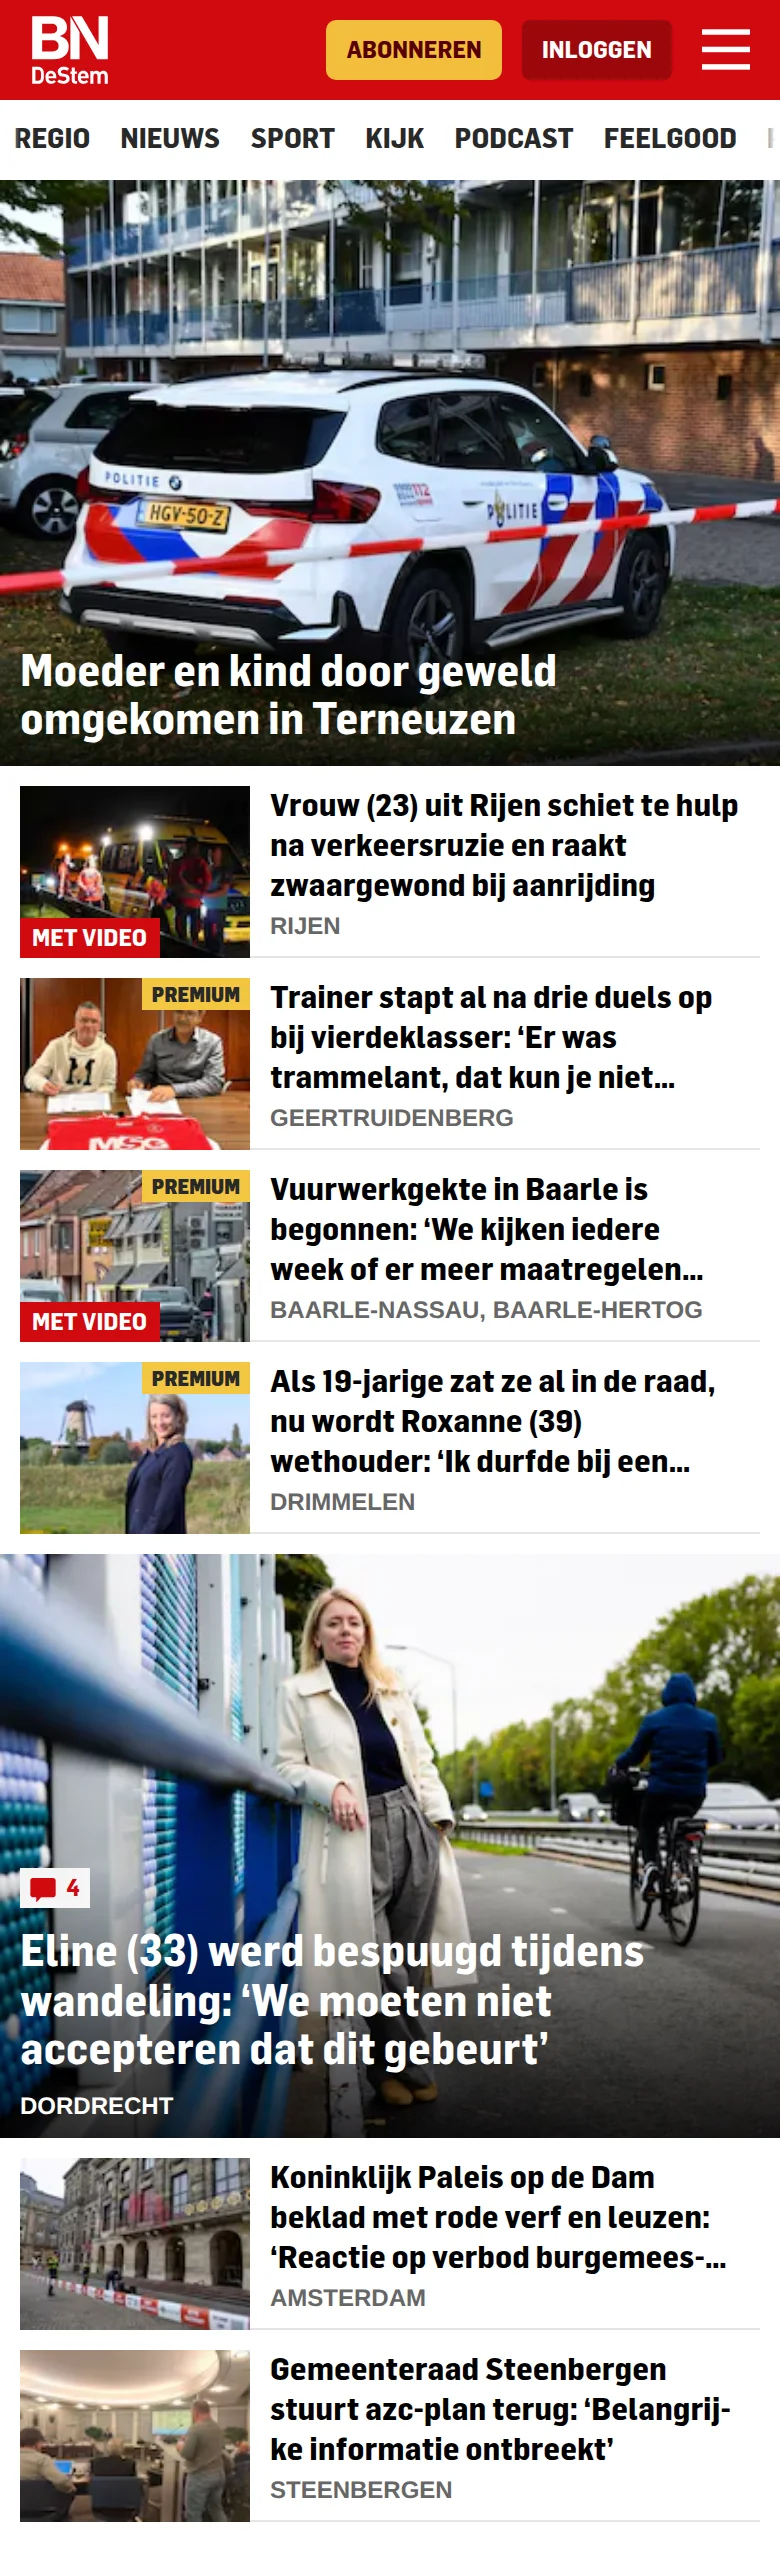 BN
DeStem
ABONNEREN
INLOGGEN
REGIO NIEUWS SPORT KIJK PODCAST FEELGOOD
POLITIE
HGV-50-Z
112
POLITIE
Moeder en kind door geweld
omgekomen in Terneuzen
MET VIDEO
Vrouw (23) uit Rijen schiet te hulp
na verkeersruzie en raakt
zwaargewond bij aanrijding
RIJEN
PREMIUM
Trainer stapt al na drie duels op
bij vierdeklasser: ‘Er was
trammelant, dat kun je niet...
GEERTRUIDENBERG
PREMIUM
MET VIDEO
Vuurwerkgekte in Baarle is
begonnen: ‘We kijken iedere
week of er meer maatregelen...
BAARLE-NASSAU, BAARLE-HERTOG
PREMIUM
Als 19-jarige zat ze al in de raad,
nu wordt Roxanne (39)
wethouder: ‘Ik durfde bij een...
DRIMMELEN
4
Eline (33) werd bespuugd tijdens
wandeling: ‘We moeten niet
accepteren dat dit gebeurt’
DORDRECHT
Koninklijk Paleis op de Dam
beklad met rode verf en leuzen:
‘Reactie op verbod burgemees-...
AMSTERDAM
Gemeenteraad Steenbergen
stuurt azc-plan terug: ‘Belangrij-
ke informatie ontbreekt’
STEENBERGEN